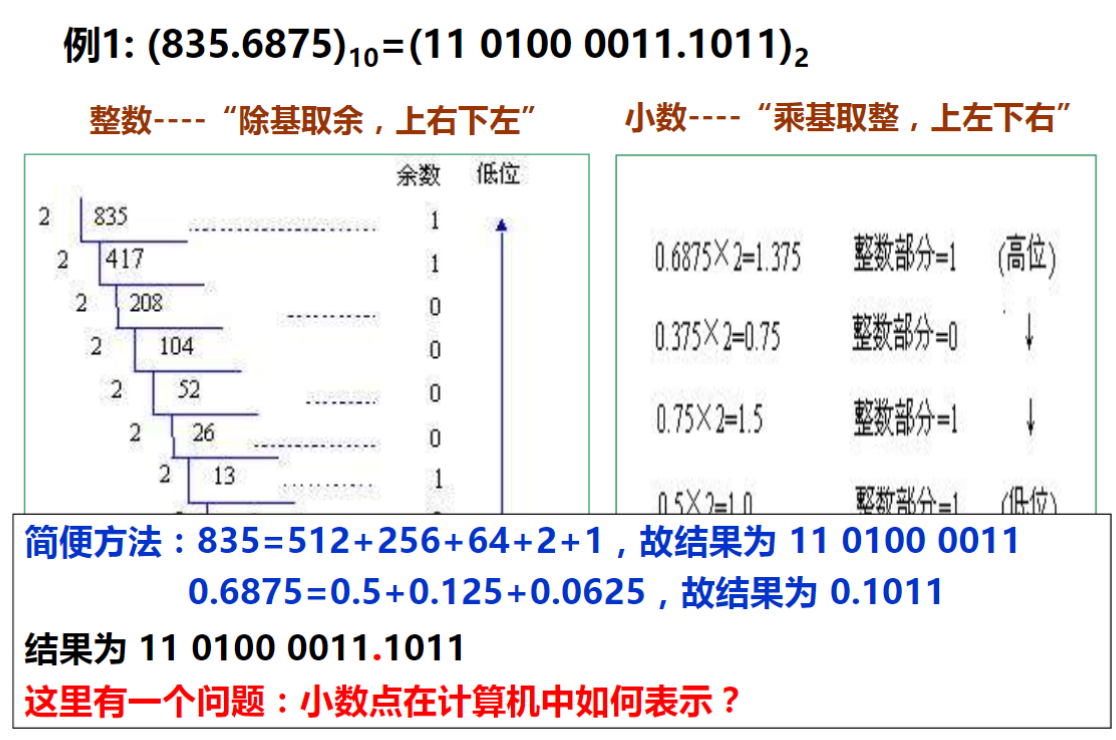 例1: (835.6875)10=(11 0100 0011.1011)2
整数----“除基取余，上右下左”
小数----“乘基取整，上左下右”
余数 低位
2 835 1
2 417 1
2 208 0
2 104 0
2 52 0
2 26 0
2 13 1
0.6875×2=1.375 整数部分=1 (高位)
0.375×2=0.75 整数部分=0 ↓
0.75×2=1.5 整数部分=1 ↓
0.5×2=1.0 整数部分=1 (低位)
简便方法：835=512+256+64+2+1，故结果为 11 0100 0011
0.6875=0.5+0.125+0.0625，故结果为 0.1011
结果为 11 0100 0011.1011
这里有一个问题：小数点在计算机中如何表示？